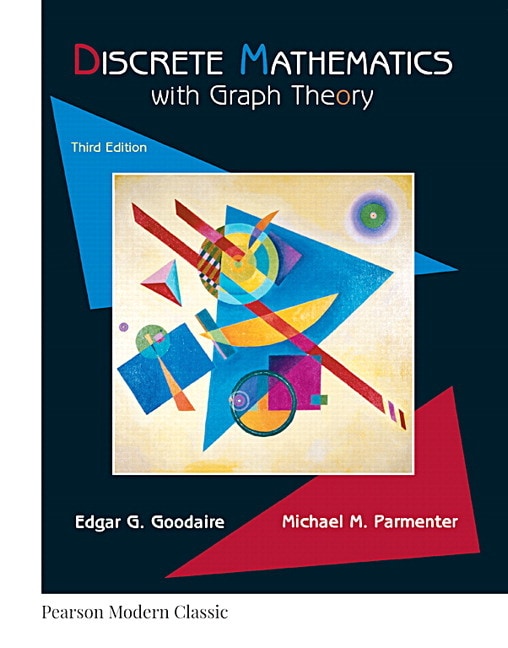 DISCRETE MATHEMATICS
with Graph Theory
Third Edition
Edgar G. Goodaire
Michael M. Parmenter
Pearson Modern Classic